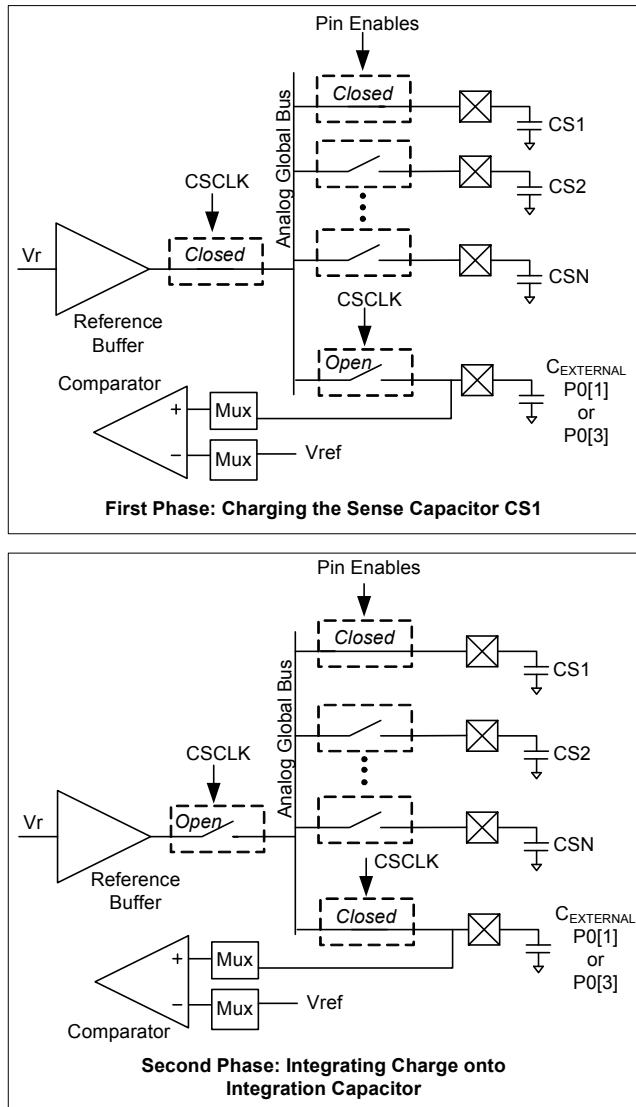 Pin Enables
Closed
CS1
Analog Global Bus
CS2
CSCLK
Vr
Closed
CSN
Reference
Buffer
CSCLK
Open
Comparator
+
Mux
CEXTERNAL
P0[1]
or
P0[3]
−
Mux
Vref
First Phase: Charging the Sense Capacitor CS1
Pin Enables
Closed
CS1
Analog Global Bus
CS2
CSCLK
Vr
Open
CSN
Reference
Buffer
CSCLK
Closed
CEXTERNAL
P0[1]
or
P0[3]
+
Mux
−
Mux
Vref
Comparator
Second Phase: Integrating Charge onto
Integration Capacitor